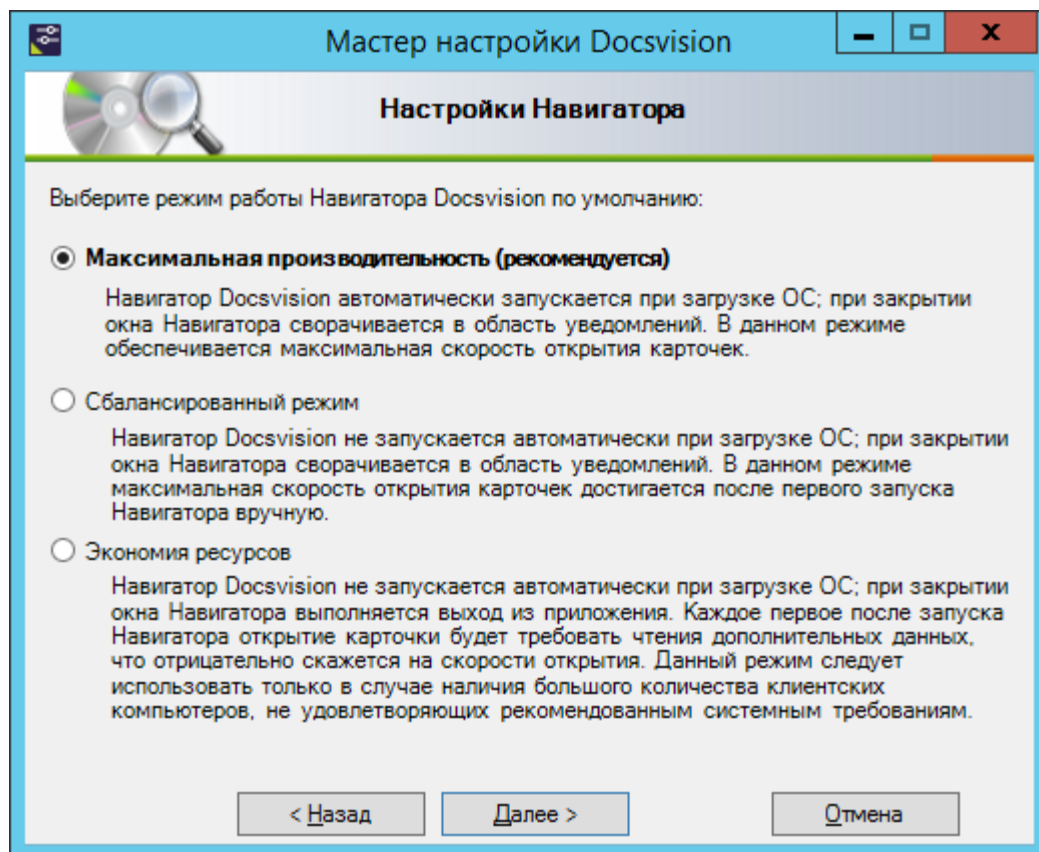 Мастер настройки Docsvision
Настройки Навигатора
Выберите режим работы Навигатора Docsvision по умолчанию:
Максимальная производительность (рекомендуется)
Навигатор Docsvision автоматически запускается при загрузке ОС; при закрытии
окна Навигатора сворачивается в область уведомлений. В данном режиме
обеспечивается максимальная скорость открытия карточек.
Сбалансированный режим
Навигатор Docsvision не запускается автоматически при загрузке ОС; при закрытии
окна Навигатора сворачивается в область уведомлений. В данном режиме
максимальная скорость открытия карточек достигается после первого запуска
Навигатора вручную.
Экономия ресурсов
Навигатор Docsvision не запускается автоматически при загрузке ОС; при закрытии
окна Навигатора выполняется выход из приложения. Каждое первое после запуска
Навигатора открытие карточки будет требовать чтения дополнительных данных,
что отрицательно скажется на скорости открытия. Данный режим следует
использовать только в случае наличия большого количества клиентских
компьютеров, не удовлетворяющих рекомендованным системным требованиям.
< Назад
Далее >
Отмена